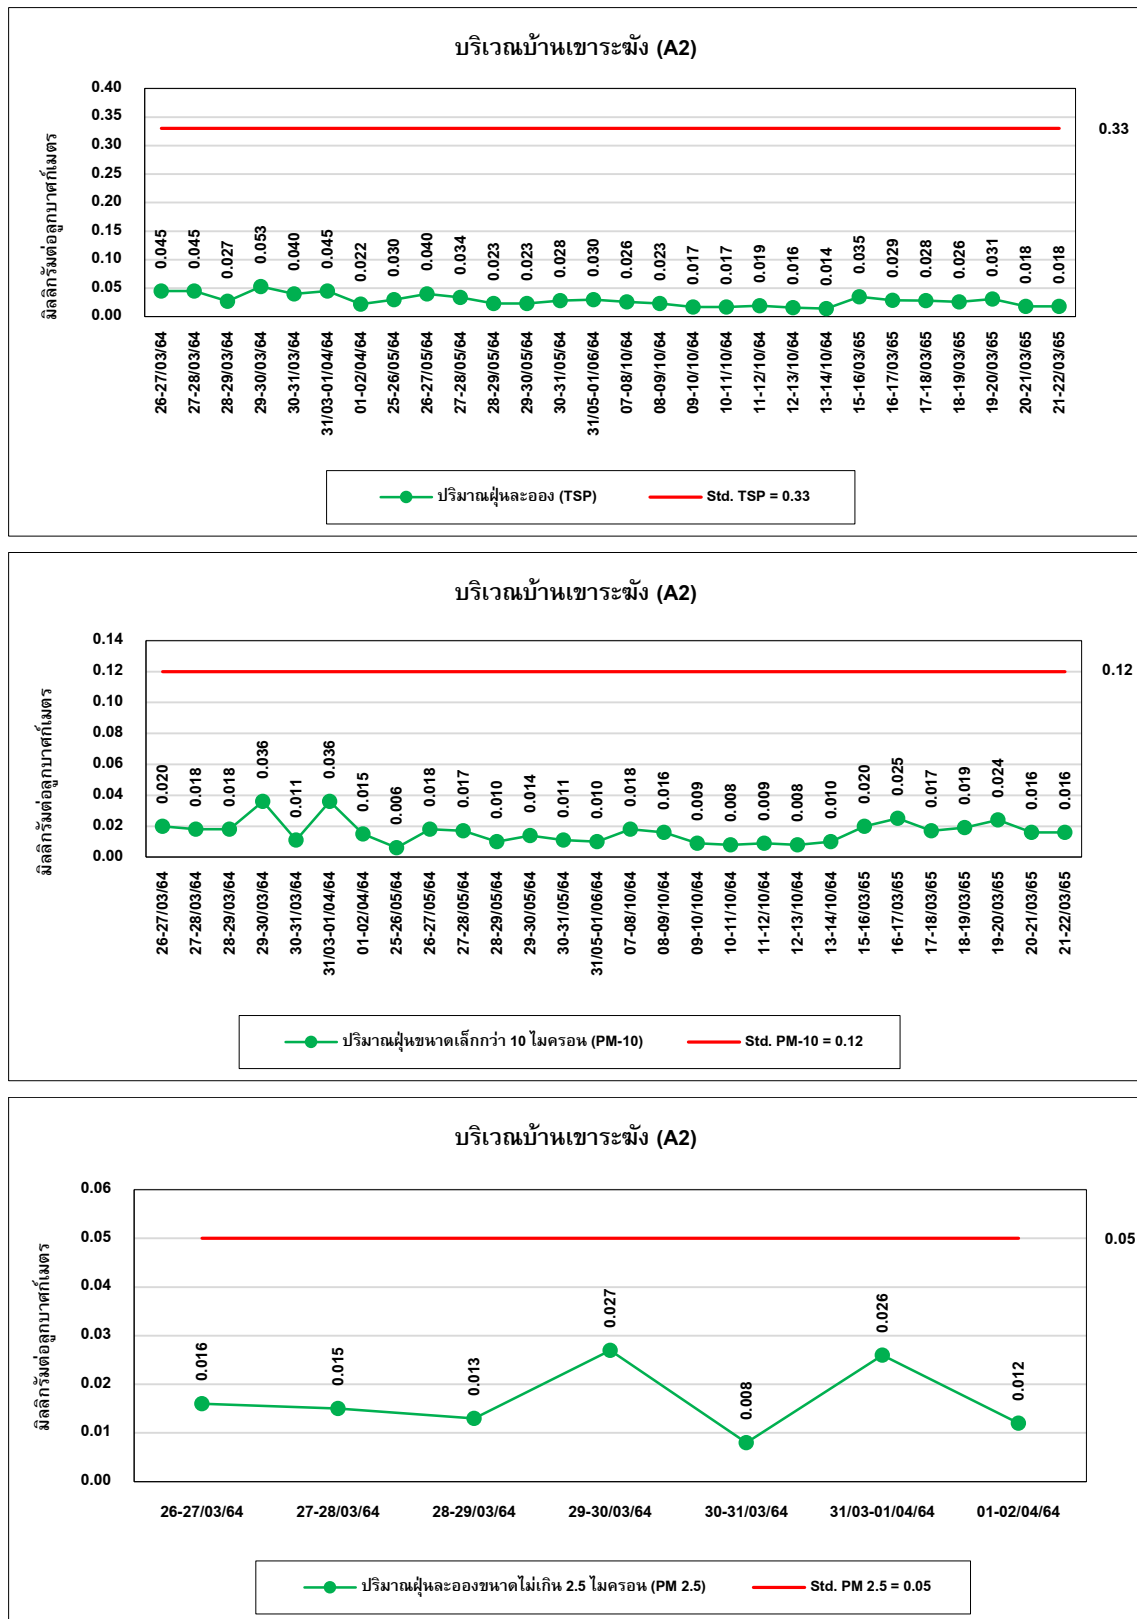 บริเวณบ้านเขาระฆัง (A2)
มิลลิกรัมต่อลูกบาศก์เมตร
0.40
0.35
0.30
0.25
0.20
0.15
0.10
0.05
0.00
0.33
0.045 0.045 0.027 0.053 0.040 0.045 0.022 0.030 0.040 0.034 0.023 0.023 0.028 0.030 0.026 0.023 0.017 0.017 0.019 0.016 0.014 0.035 0.029 0.028 0.026 0.031 0.018 0.018
26-27/03/64 27-28/03/64 28-29/03/64 29-30/03/64 30-31/03/64 31/03-01/04/64 01-02/04/64 25-26/05/64 26-27/05/64 27-28/05/64 28-29/05/64 29-30/05/64 30-31/05/64 31/05-01/06/64 07-08/10/64 08-09/10/64 09-10/10/64 10-11/10/64 11-12/10/64 12-13/10/64 13-14/10/64 15-16/03/65 16-17/03/65 17-18/03/65 18-19/03/65 19-20/03/65 20-21/03/65 21-22/03/65
ปริมาณฝุ่นละออง (TSP) Std. TSP = 0.33
บริเวณบ้านเขาระฆัง (A2)
มิลลิกรัมต่อลูกบาศก์เมตร
0.14
0.12
0.10
0.08
0.06
0.04
0.02
0.00
0.12
0.020 0.018 0.018 0.036 0.011 0.036 0.015 0.006 0.018 0.017 0.010 0.014 0.011 0.010 0.018 0.016 0.009 0.008 0.009 0.008 0.010 0.020 0.025 0.017 0.019 0.024 0.016 0.016
26-27/03/64 27-28/03/64 28-29/03/64 29-30/03/64 30-31/03/64 31/03-01/04/64 01-02/04/64 25-26/05/64 26-27/05/64 27-28/05/64 28-29/05/64 29-30/05/64 30-31/05/64 31/05-01/06/64 07-08/10/64 08-09/10/64 09-10/10/64 10-11/10/64 11-12/10/64 12-13/10/64 13-14/10/64 15-16/03/65 16-17/03/65 17-18/03/65 18-19/03/65 19-20/03/65 20-21/03/65 21-22/03/65
ปริมาณฝุ่นขนาดเล็กกว่า 10 ไมครอน (PM-10) Std. PM-10 = 0.12
บริเวณบ้านเขาระฆัง (A2)
มิลลิกรัมต่อลูกบาศก์เมตร
0.06
0.05
0.04
0.03
0.02
0.01
0.00
0.05
0.016 0.015 0.013 0.027 0.008 0.026 0.012
26-27/03/64 27-28/03/64 28-29/03/64 29-30/03/64 30-31/03/64 31/03-01/04/64 01-02/04/64
ปริมาณฝุ่นละอองขนาดไม่เกิน 2.5 ไมครอน (PM 2.5) Std. PM 2.5 = 0.05